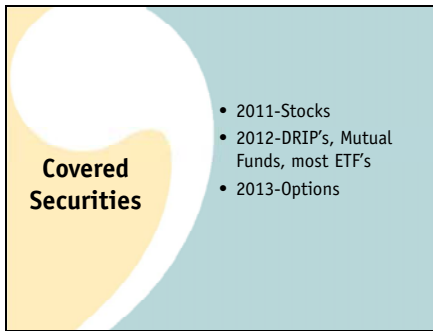 Covered
Securities
• 2011-Stocks
• 2012-DRIP's, Mutual
Funds, most ETF's
• 2013-Options